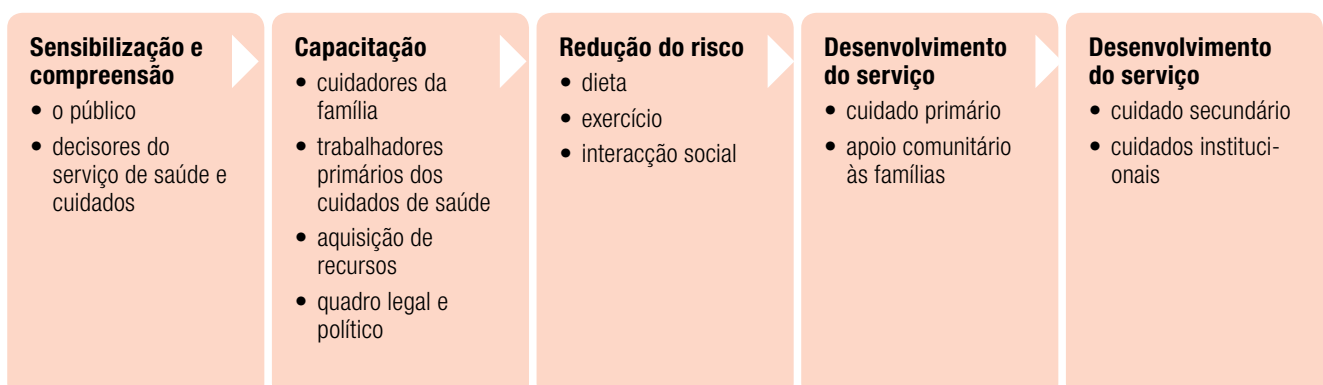 Sensibilização e
compreensão
• o público
• decisores do
serviço de saúde e
cuidados
Capacitação
• cuidadores da
família
• trabalhadores
primários dos
cuidados de saúde
• aquisição de
recursos
• quadro legal e
político
Redução do risco
• dieta
• exercício
• interacção social
Desenvolvimento
do serviço
• cuidado primário
• apoio comunitário
às famílias
Desenvolvimento
do serviço
• cuidado secundário
• cuidados instituci-
onais